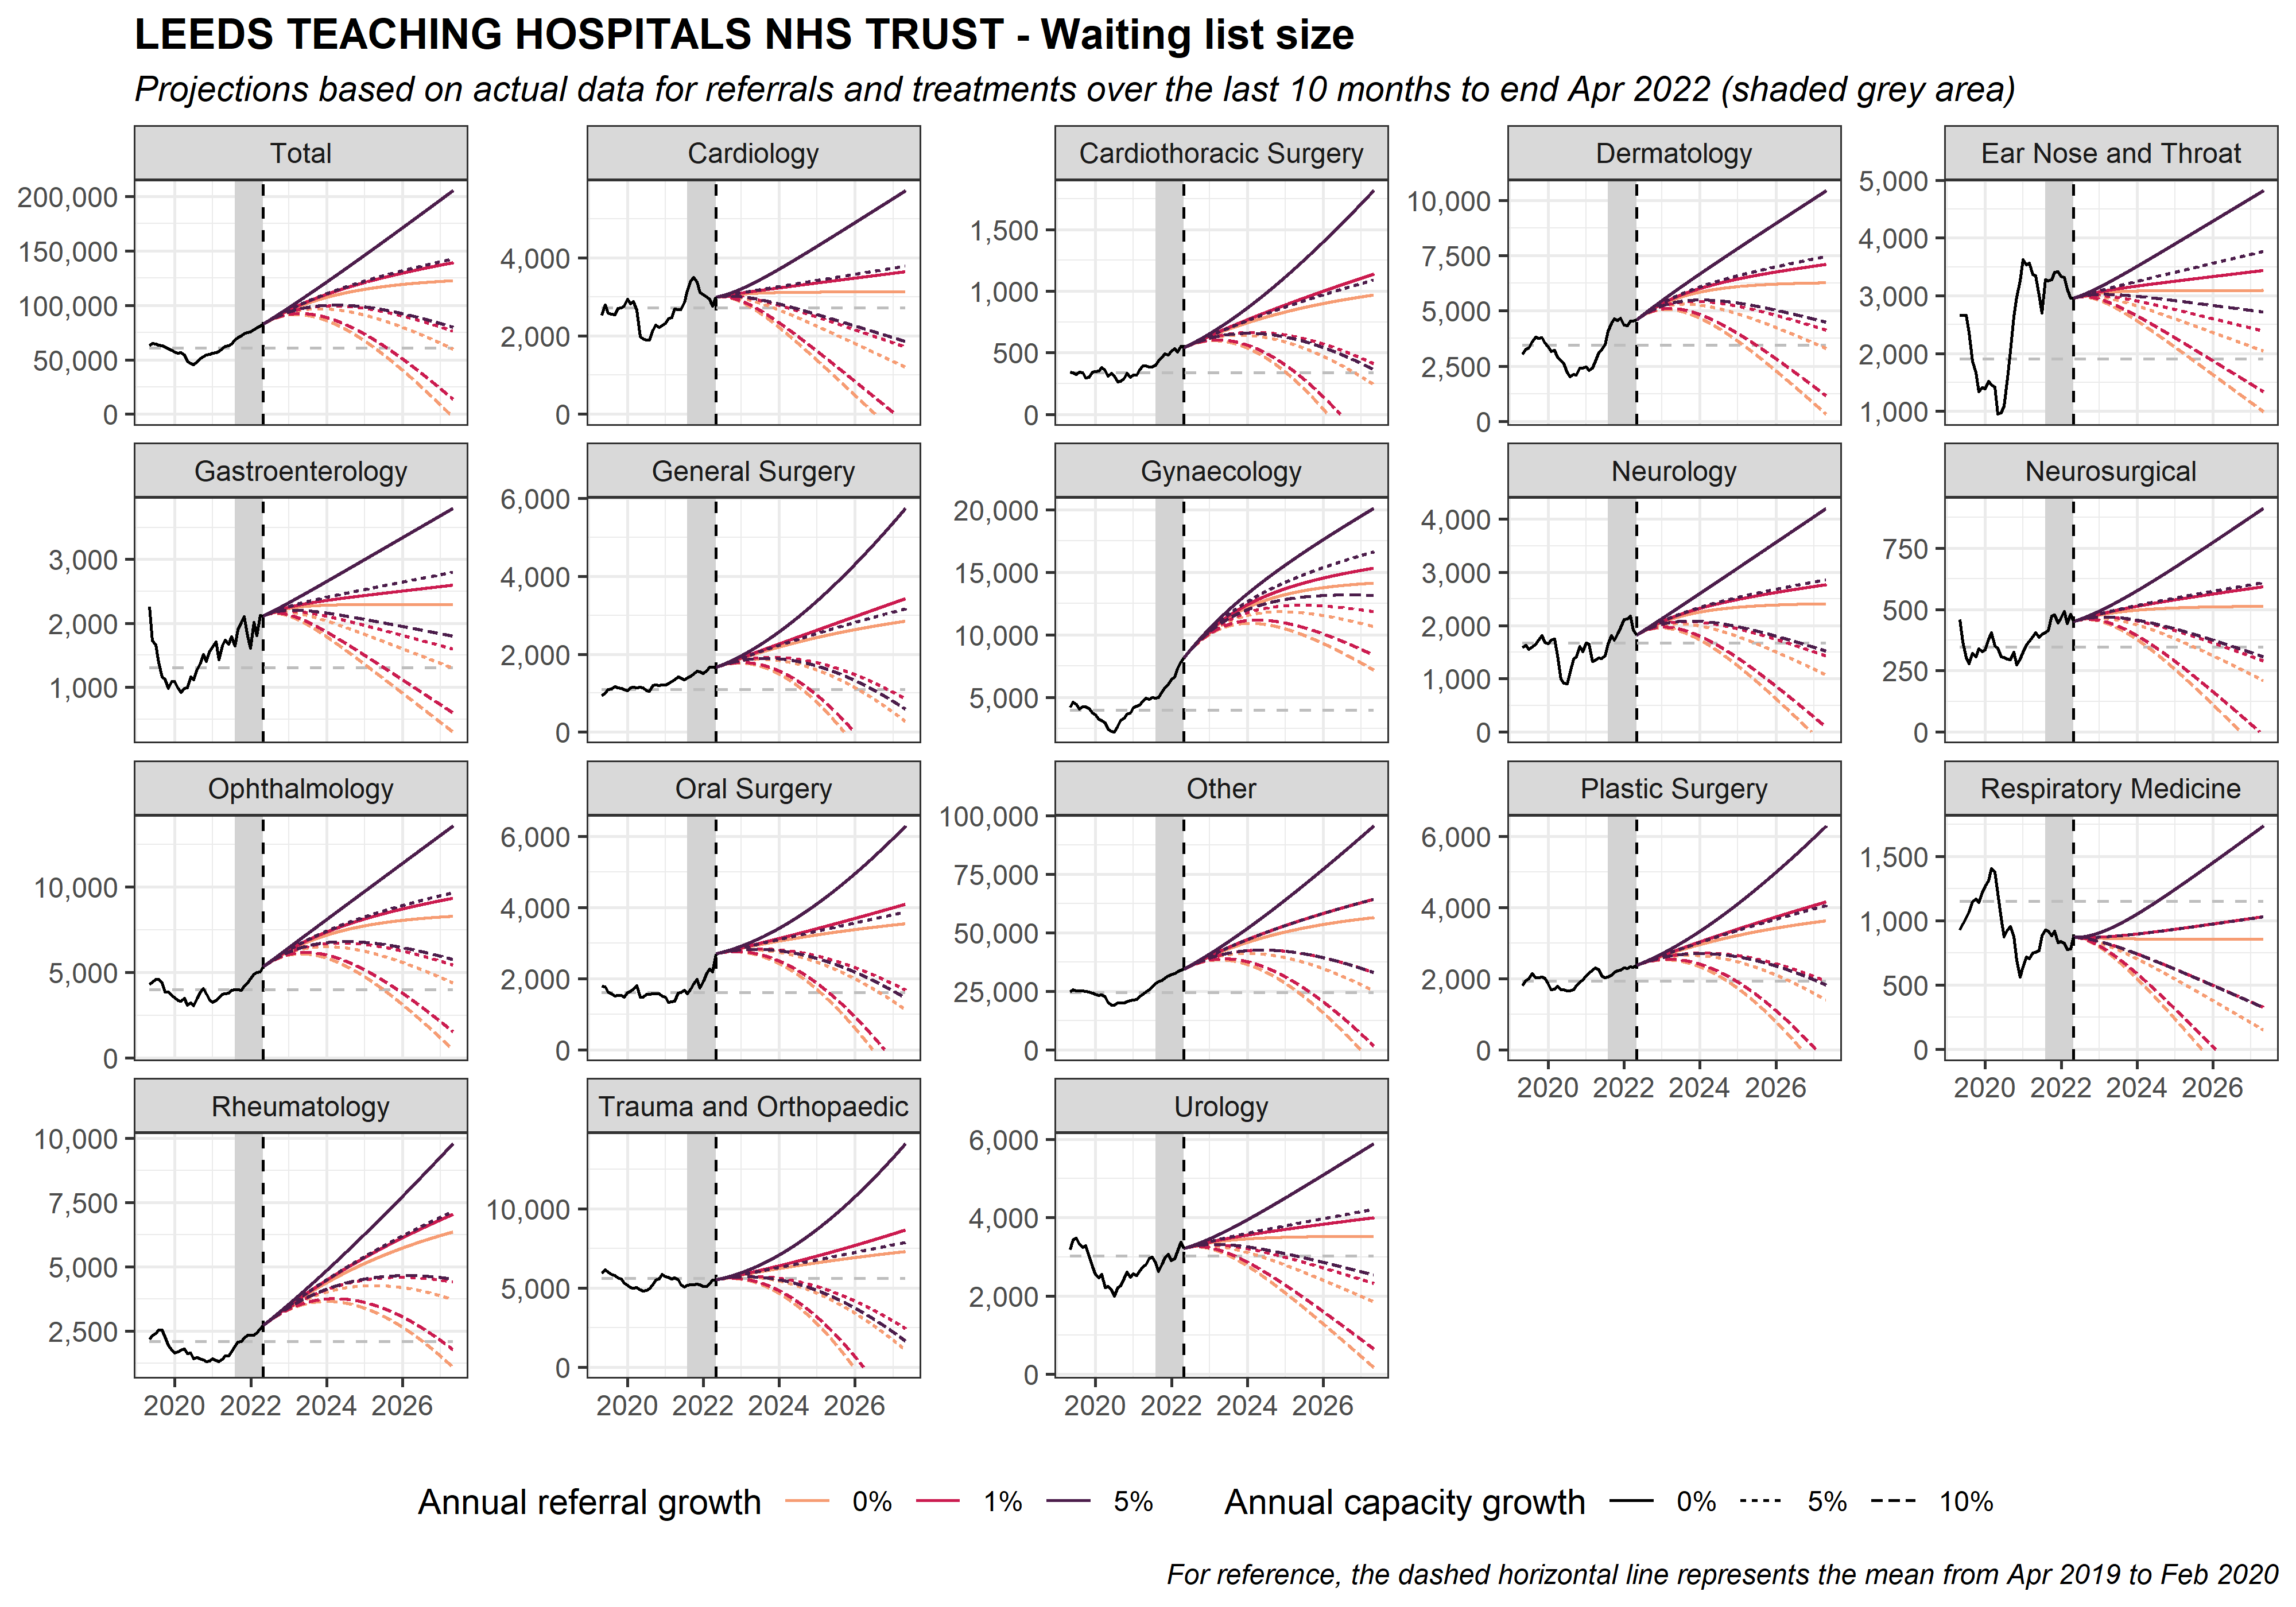 LEEDS TEACHING HOSPITALS NHS TRUST - Waiting list size
Projections based on actual data for referrals and treatments over the last 10 months to end Apr 2022 (shaded grey area)
Total
200,000
150,000
100,000
50,000
0
Cardiology
4,000
2,000
0
Cardiothoracic Surgery
1,500
1,000
500
0
Dermatology
10,000
7,500
5,000
2,500
0
Ear Nose and Throat
5,000
4,000
3,000
2,000
1,000
Gastroenterology
3,000
2,000
1,000
General Surgery
6,000
4,000
2,000
0
Gynaecology
20,000
15,000
10,000
5,000
Neurology
4,000
3,000
2,000
1,000
0
Neurosurgical
750
500
250
0
Ophthalmology
10,000
5,000
0
Oral Surgery
6,000
4,000
2,000
0
Other
100,000
75,000
50,000
25,000
0
Plastic Surgery
6,000
4,000
2,000
0
2020 2022 2024 2026
Respiratory Medicine
1,500
1,000
500
0
2020 2022 2024 2026
Rheumatology
10,000
7,500
5,000
2,500
2020 2022 2024 2026
Trauma and Orthopaedic
10,000
5,000
0
2020 2022 2024 2026
Urology
6,000
4,000
2,000
0
2020 2022 2024 2026
Annual referral growth 0% 1% 5% Annual capacity growth 0% 5% 10%
For reference, the dashed horizontal line represents the mean from Apr 2019 to Feb 2020